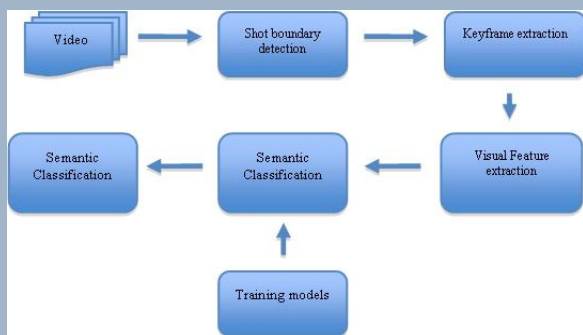 Video
Shot boundary
detection
Keyframe extraction
Visual Feature
extraction
Semantic
Classification
Semantic
Classification
Training models